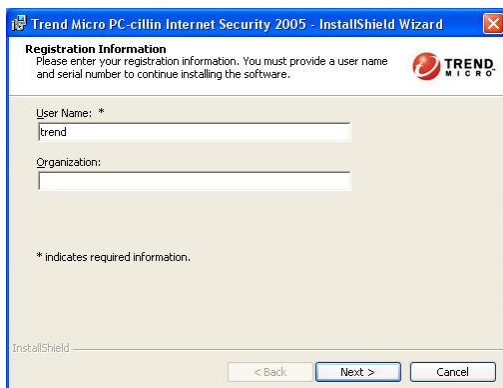 Trend Micro PC-cillin Internet Security 2005 - InstallShield Wizard
Registration Information
Please enter your registration information. You must provide a user name
and serial number to continue installing the software.
TREND
MICRO
User Name: *
trend
Organization:
* indicates required information.
InstallShield
< Back
Next >
Cancel